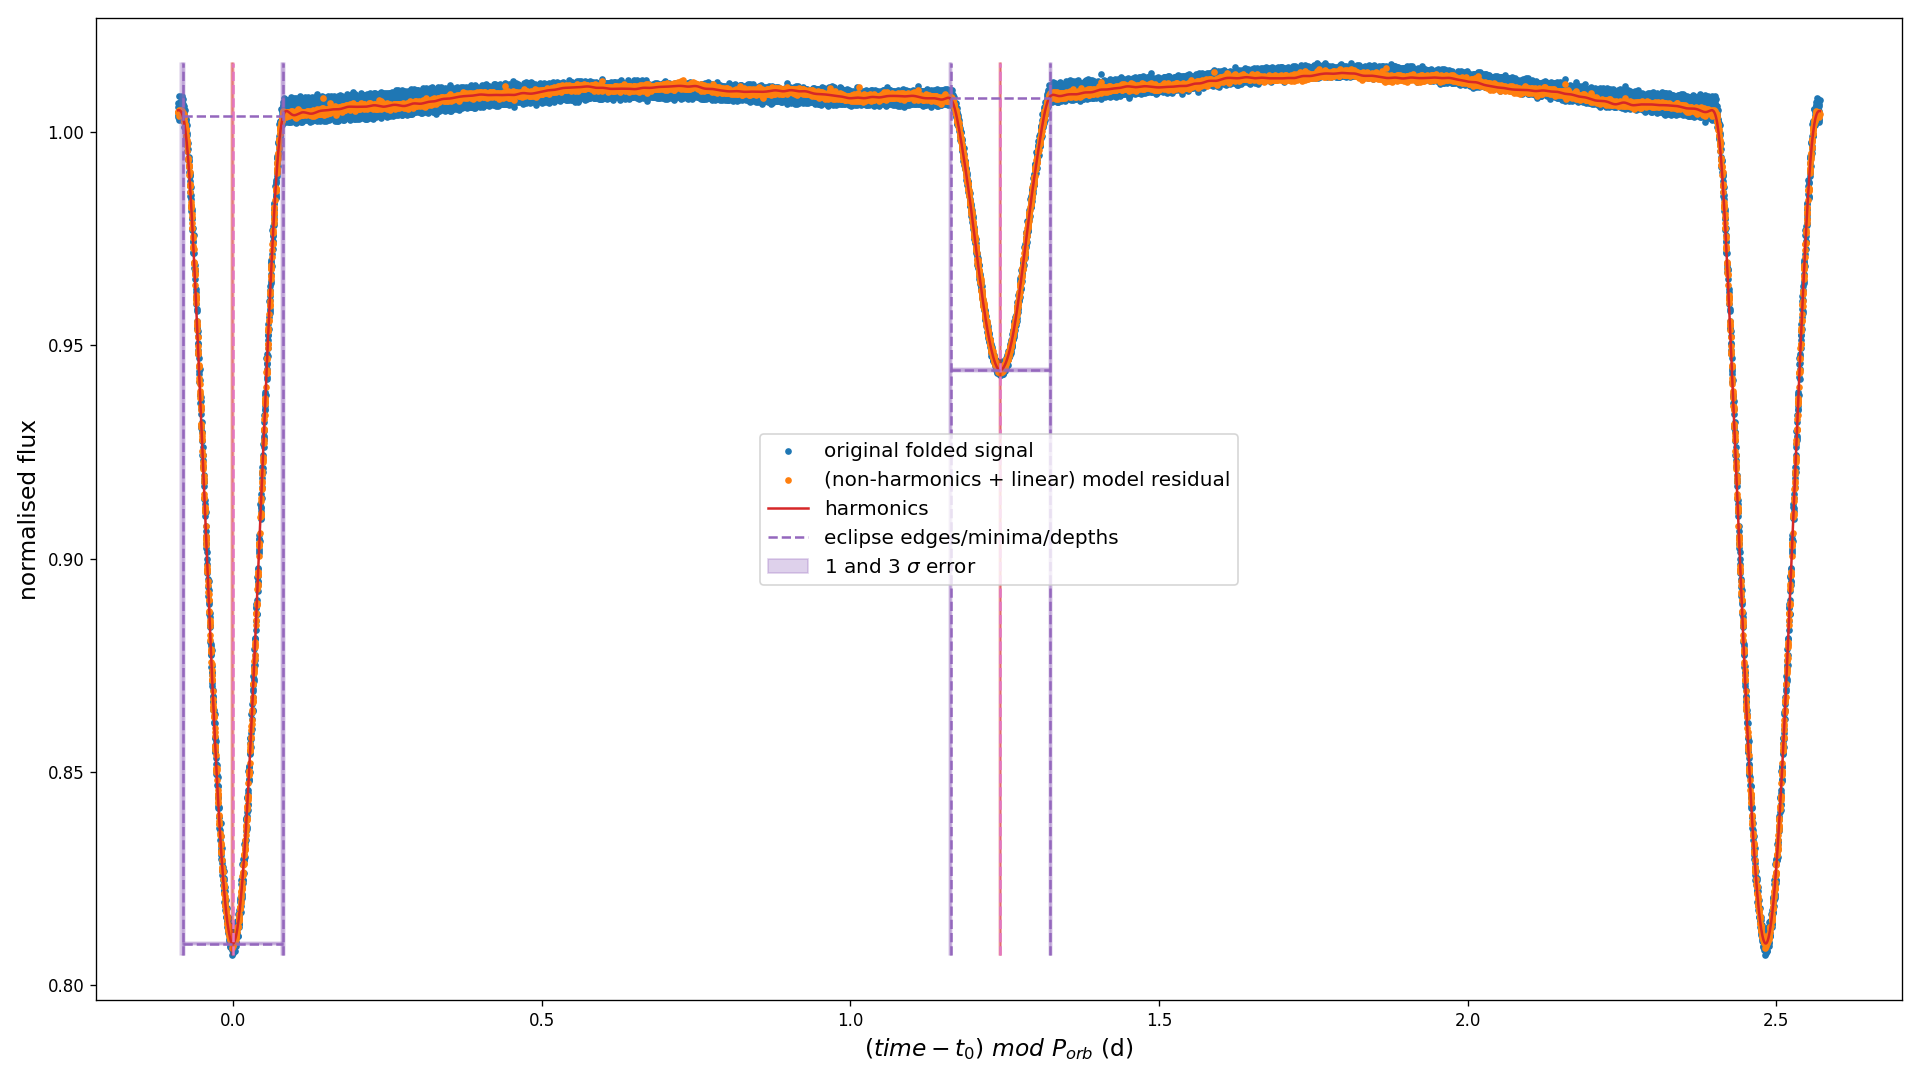 normalised flux
1.00
0.95
0.90
0.85
0.80
original folded signal
(non-harmonics + linear) model residual
harmonics
eclipse edges/minima/depths
1 and 3 σ error
0.0 0.5 1.0 1.5 2.0 2.5
(time − t₀) mod Pₒᵣb (d)